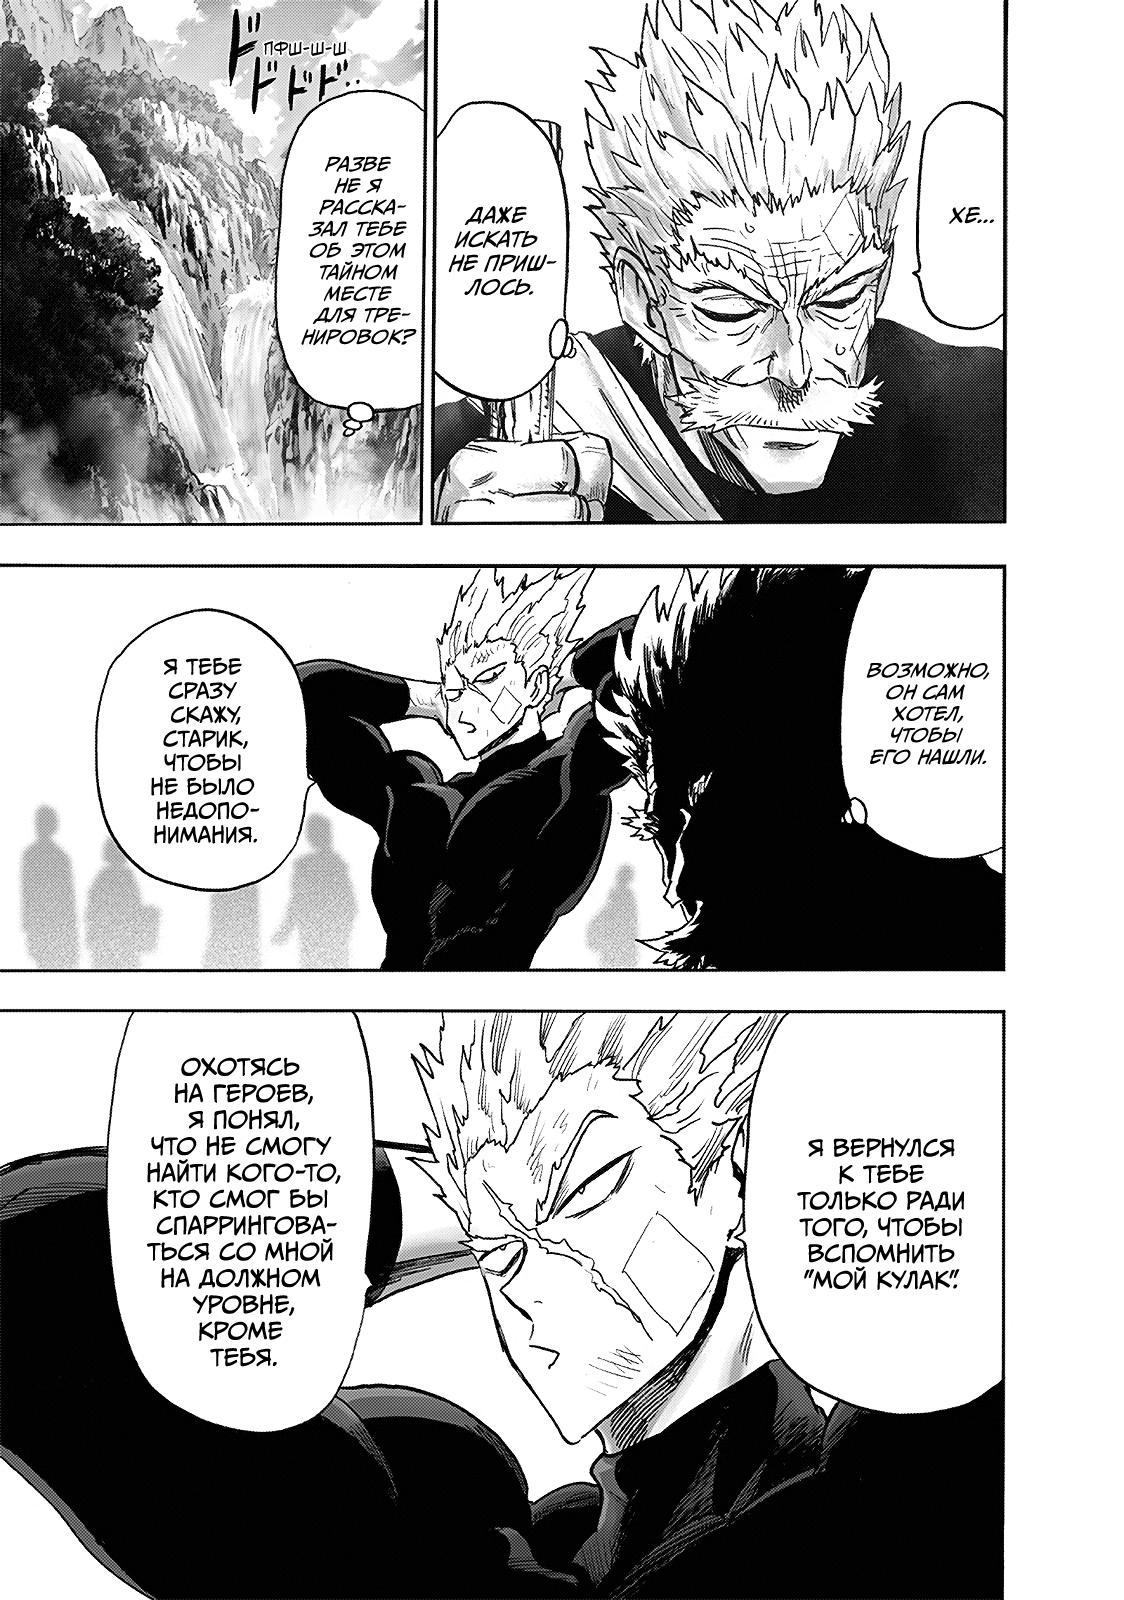 ХЕ...
ДАЖЕ
ИСКАТЬ
НЕ ПРИШ-
ЛОСЬ.
ド
ПФШ-Ш-Ш
ドドド..
РАЗВЕ
НЕ Я
РАССКА-
ЗАЛ ТЕБЕ
ОБ ЭТОМ
ТАЙНОМ
МЕСТЕ
ДЛЯ ТРЕ-
НИРОВОК?
ВОЗМОЖНО,
ОН САМ
ХОТЕЛ,
ЧТОБЫ
ЕГО НАШЛИ.
Я ТЕБЕ
СРАЗУ
СКАЖУ,
СТАРИК,
ЧТОБЫ
НЕ БЫЛО
НЕДОПО-
НИМАНИЯ.
Я ВЕРНУЛСЯ
К ТЕБЕ
ТОЛЬКО РАДИ
ТОГО, ЧТОБЫ
ВСПОМНИТЬ
"МОЙ КУЛАК".
ОХОТЯСЬ
НА ГЕРОЕВ,
Я ПОНЯЛ,
ЧТО НЕ СМОГУ
НАЙТИ КОГО-ТО,
КТО СМОГ БЫ
СПАРРИНГОВА-
ТЬСЯ СО МНОЙ
НА ДОЛЖНОМ
УРОВНЕ,
КРОМЕ
ТЕБЯ.